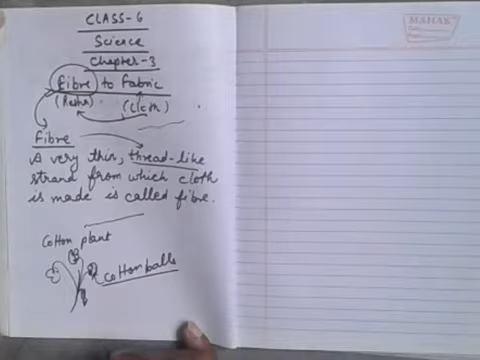 CLASS-6
Science
Chapter-3
Fibre to Fabric
(Resha) (Cloth)
Fibre
A very thin, thread-like
strand from which cloth
is made is called fibre.
Cotton plant
Cotton balls
MAHAK